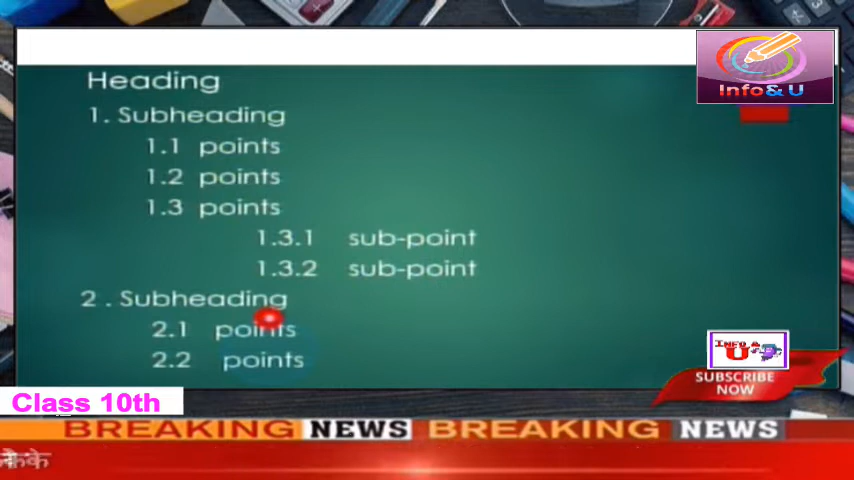 Info& U
Heading
1. Subheading
1.1 points
1.2 points
1.3 points
1.3.1 sub-point
1.3.2 sub-point
2 . Subheading
2.1 points
2.2 points
INFO &
U
SUBSCRIBE
NOW
Class 10th
BREAKING NEWS BREAKING NEWS